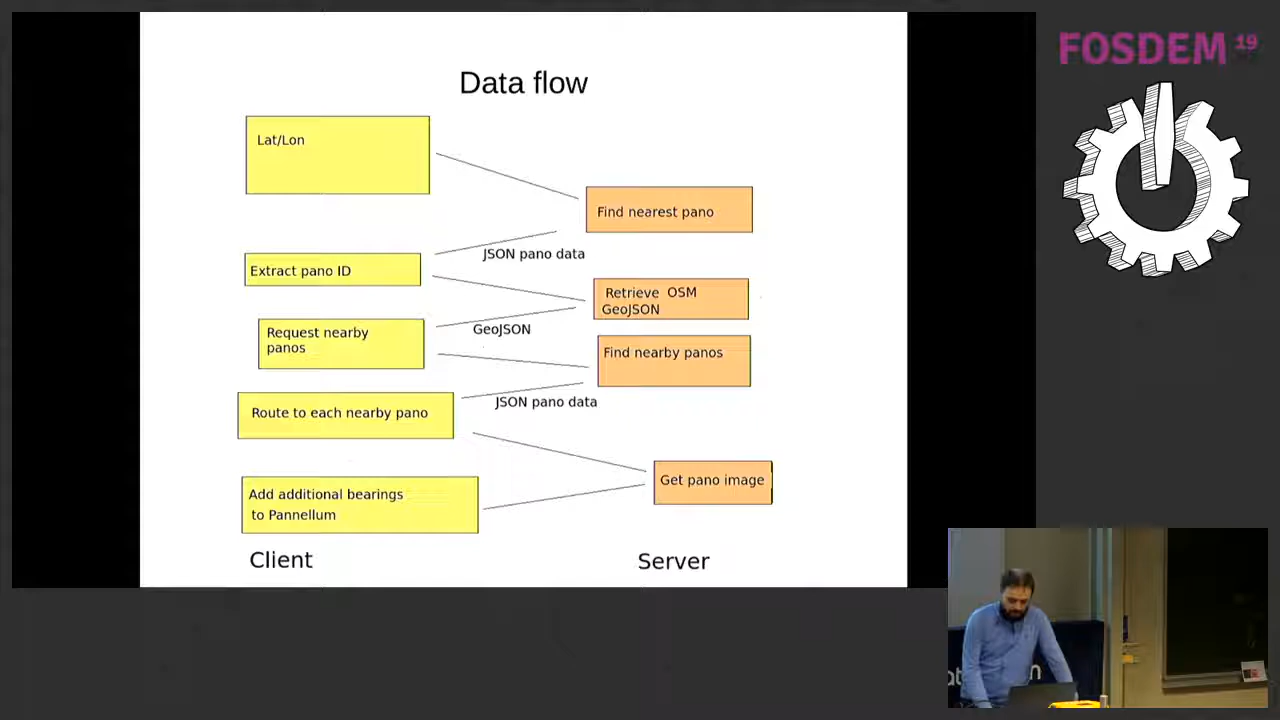 Data flow
Lat/Lon
Find nearest pano
JSON pano data
Extract pano ID
Retrieve OSM
GeoJSON
Request nearby
panos
GeoJSON
Find nearby panos
JSON pano data
Route to each nearby pano
Get pano image
Add additional bearings
to Pannellum
Client
Server
FOSDEM 19